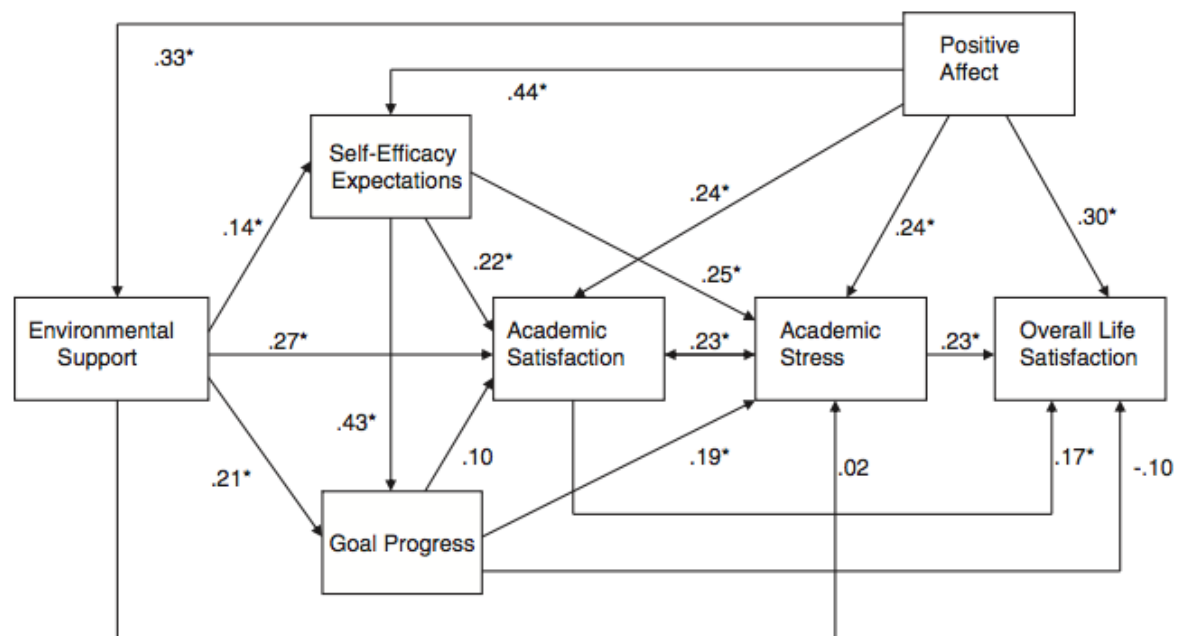 Positive
Affect
.33*
.44*
Self-Efficacy
Expectations
.24*
.30*
.14*
.24*
.22*
.25*
Environmental
Support
.27*
Academic
Satisfaction
.23*
Academic
Stress
.23*
Overall Life
Satisfaction
.43*
.10
.19*
.02
.17*
-.10
.21*
Goal Progress